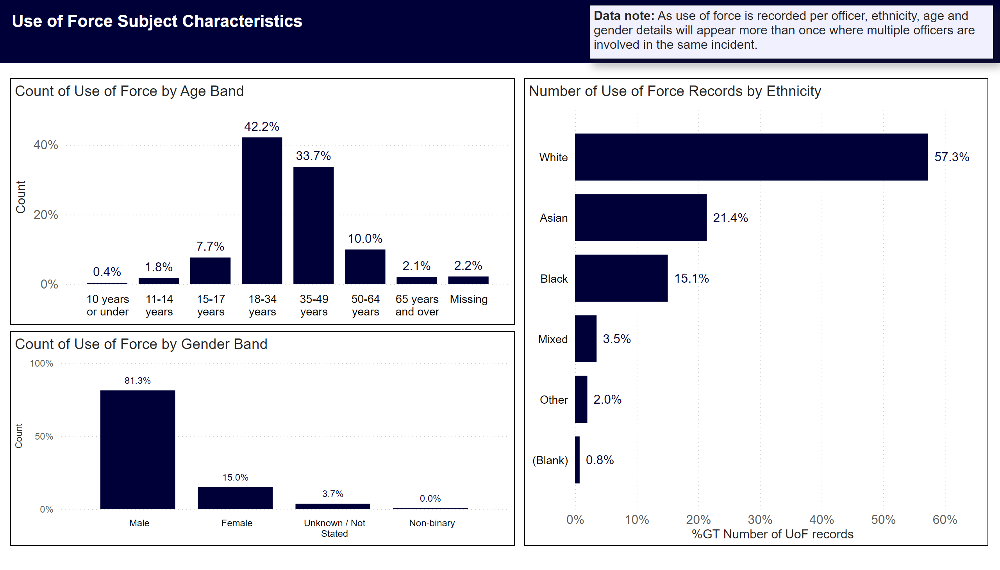 Use of Force Subject Characteristics
Data note: As use of force is recorded per officer, ethnicity, age and
gender details will appear more than once where multiple officers are
involved in the same incident.
Count of Use of Force by Age Band
Count
40%
20%
0%
0.4%
1.8%
7.7%
42.2%
33.7%
10.0%
2.1%
2.2%
10 years
or under
11-14
years
15-17
years
18-34
years
35-49
years
50-64
years
65 years
and over
Missing
Count of Use of Force by Gender Band
Count
100%
50%
0%
81.3%
15.0%
3.7%
0.0%
Male
Female
Unknown / Not
Stated
Non-binary
Number of Use of Force Records by Ethnicity
White
57.3%
Asian
21.4%
Black
15.1%
Mixed
3.5%
Other
2.0%
(Blank)
0.8%
0%
10%
20%
30%
40%
50%
60%
%GT Number of UoF records